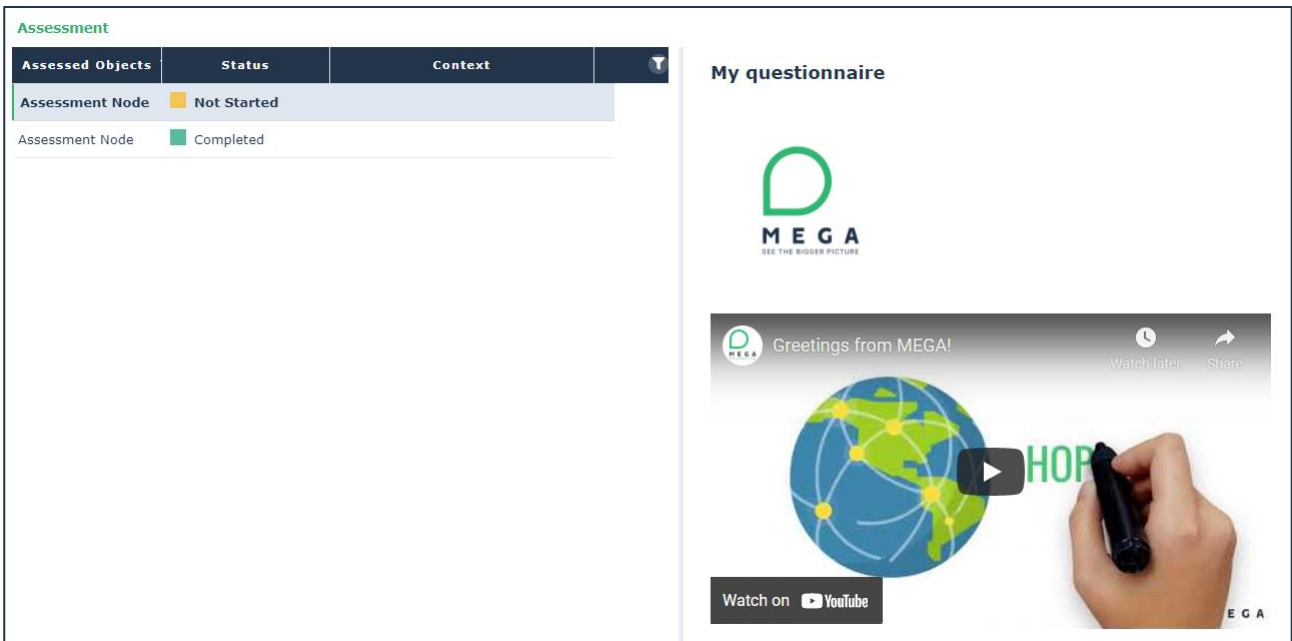 Assessment
Assessed Objects Status Context
Assessment Node Not Started
Assessment Node Completed
My questionnaire
MEGA
SEE THE BIGGER PICTURE
MEGA
Greetings from MEGA!
Watch later Share
HOP
Watch on YouTube
EGA